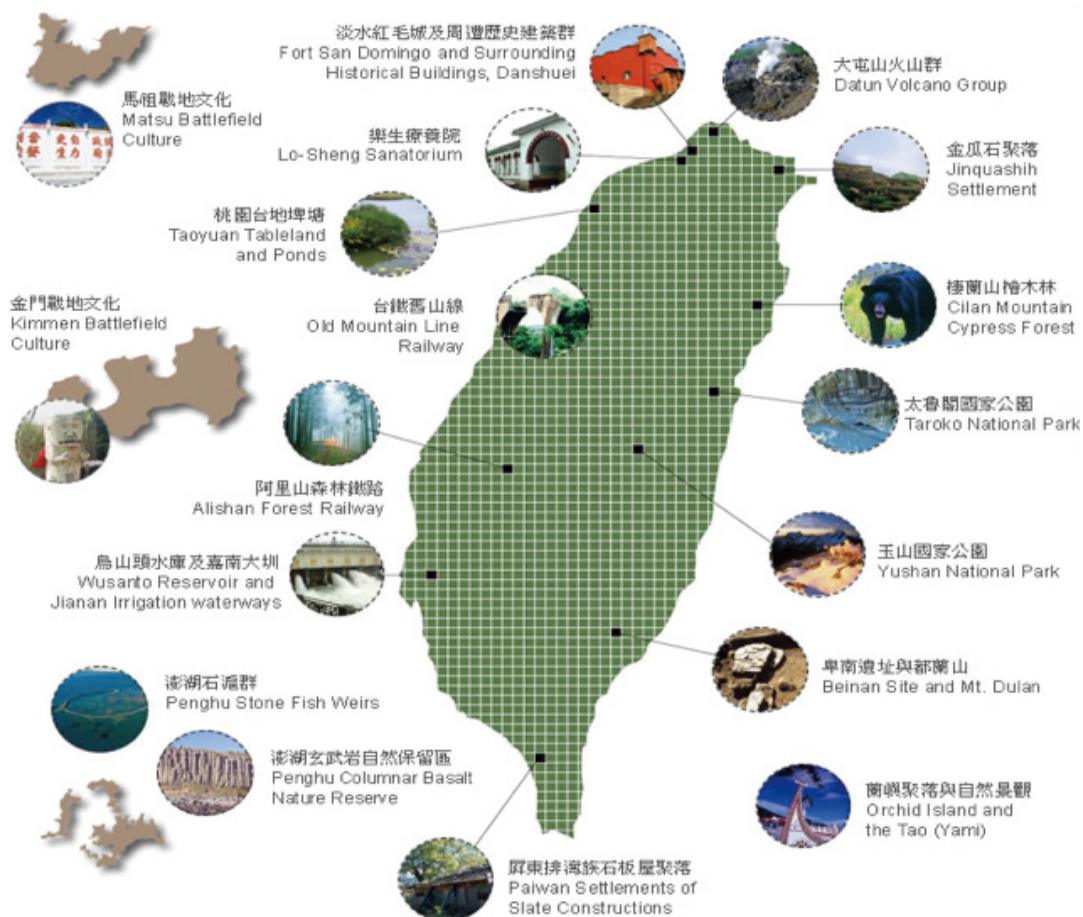 淡水紅毛城及周遭歷史建築群
Fort San Domingo and Surrounding
Historical Buildings, Danshuei
大屯山火山群
Datun Volcano Group
馬祖戰地文化
Matsu Battlefield
Culture
樂生療養院
Lo-Sheng Sanatorium
金瓜石聚落
Jinquashih
Settlement
桃園台地埤塘
Taoyuan Tableland
and Ponds
金門戰地文化
Kimmen Battlefield
Culture
台鐵舊山線
Old Mountain Line
Railway
棲蘭山檜木林
Cilan Mountain
Cypress Forest
太魯閣國家公園
Taroko National Park
阿里山森林鐵路
Alishan Forest Railway
烏山頭水庫及嘉南大圳
Wusanto Reservoir and
Jianan Irrigation waterways
玉山國家公園
Yushan National Park
卑南遺址與都蘭山
Beinan Site and Mt. Dulan
澎湖石滬群
Penghu Stone Fish Weirs
澎湖玄武岩自然保留區
Penghu Columnar Basalt
Nature Reserve
蘭嶼聚落與自然景觀
Orchid Island and
the Tao (Yami)
屏東排灣族石板屋聚落
Paiwan Settlements of
Slate Constructions